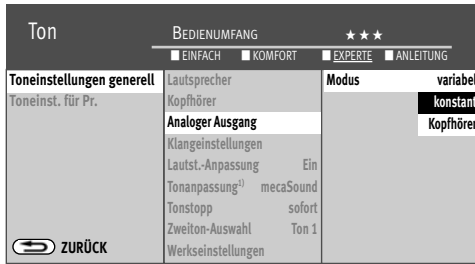 Ton
BEDIENUMFANG ★★★
EINFACH KOMFORT EXPERTE ANLEITUNG
Toneinstellungen generell
Toneinst. für Pr.
ZURÜCK
Lautsprecher
Kopfhörer
Analoger Ausgang
Klangeinstellungen
Lautst.-Anpassung Ein
Tonanpassung1) mecaSound
Tonstopp sofort
Zweiton-Auswahl Ton 1
Werkseinstellungen
Modus variabel
konstant
Kopfhörer